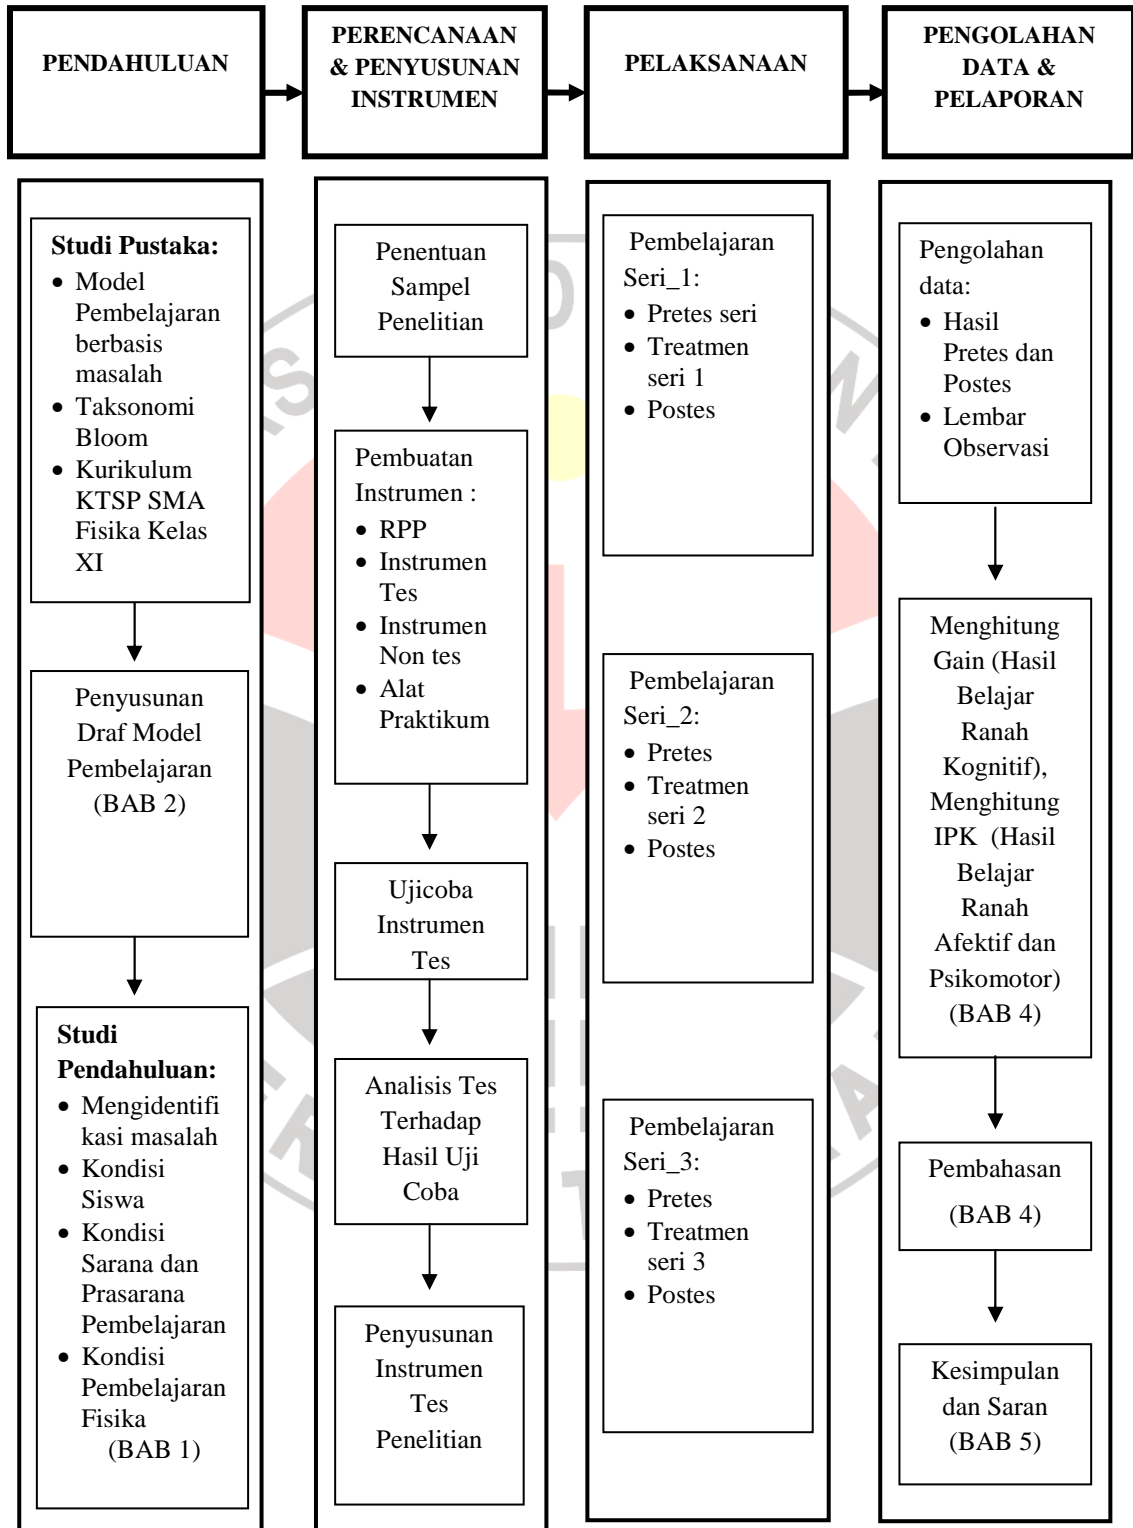 PENDAHULUAN
PERENCANAAN
& PENYUSUNAN
INSTRUMEN
PELAKSANAAN
PENGOLAHAN
DATA &
PELAPORAN
Studi Pustaka:
• Model
Pembelajaran
berbasis
masalah
• Taksonomi
Bloom
• Kurikulum
KTSP SMA
Fisika Kelas
XI
Penyusunan
Draf Model
Pembelajaran
(BAB 2)
Studi
Pendahuluan:
• Mengidentifi
kasi masalah
• Kondisi
Siswa
• Kondisi
Sarana dan
Prasarana
Pembelajaran
• Kondisi
Pembelajaran
Fisika
(BAB 1)
Penentuan
Sampel
Penelitian
Pembuatan
Instrumen :
• RPP
• Instrumen
Tes
• Instrumen
Non tes
• Alat
Praktikum
Ujicoba
Instrumen
Tes
Analisis Tes
Terhadap
Hasil Uji
Coba
Penyusunan
Instrumen
Tes
Penelitian
Pembelajaran
Seri_1:
• Pretes seri
• Treatmen
seri 1
• Postes
Pembelajaran
Seri_2:
• Pretes
• Treatmen
seri 2
• Postes
Pembelajaran
Seri_3:
• Pretes
• Treatmen
seri 3
• Postes
Pengolahan
data:
• Hasil
Pretes dan
Postes
• Lembar
Observasi
Menghitung
Gain (Hasil
Belajar
Ranah
Kognitif),
Menghitung
IPK (Hasil
Belajar
Ranah
Afektif dan
Psikomotor)
(BAB 4)
Pembahasan
(BAB 4)
Kesimpulan
dan Saran
(BAB 5)